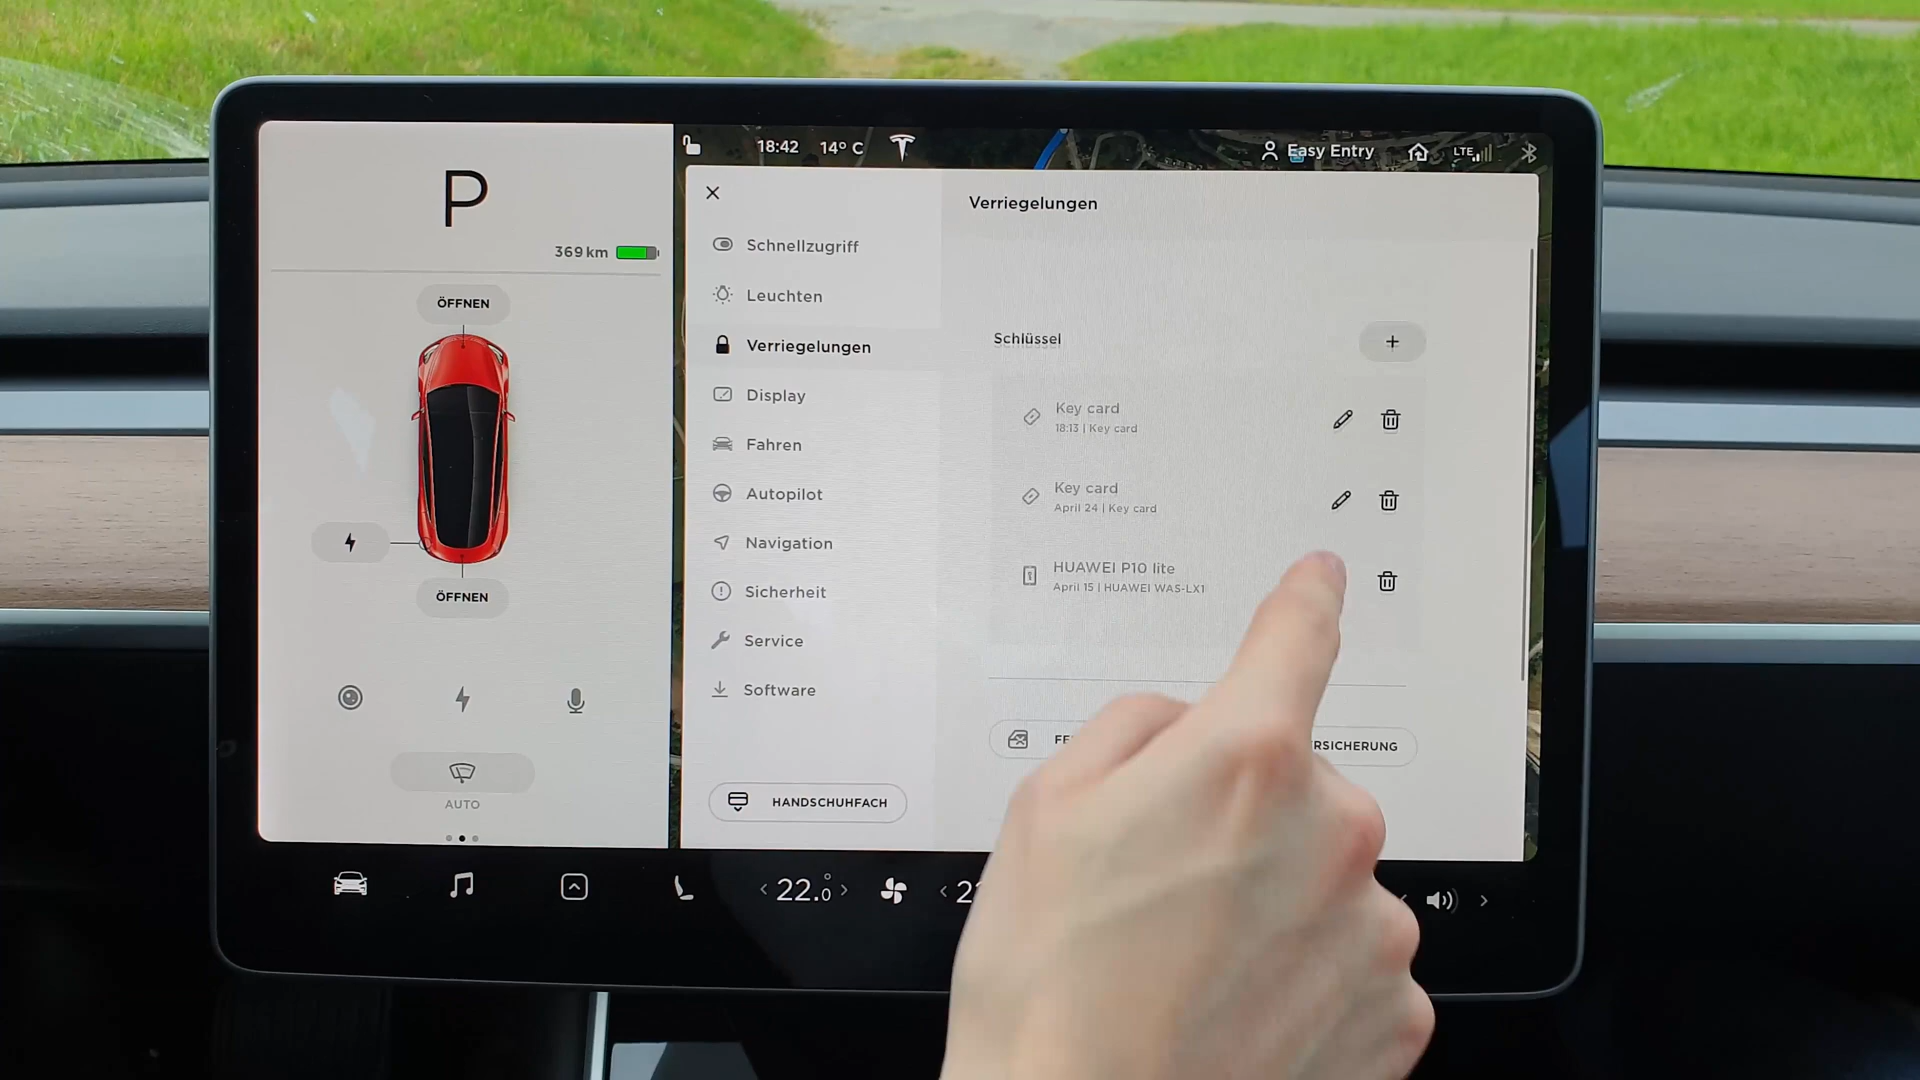 P
369 km
ÖFFNEN
ÖFFNEN
AUTO
18:42
14° C
Easy Entry
LTE
Schnellzugriff
Leuchten
Verriegelungen
Display
Fahren
Autopilot
Navigation
Sicherheit
Service
Software
HANDSCHUHFACH
Verriegelungen
Schlüssel
+
Key card
18:13 | Key card
Key card
April 24 | Key card
HUAWEI P10 lite
April 15 | HUAWEI WAS-LX1
RSICHERUNG
< 22.0° >